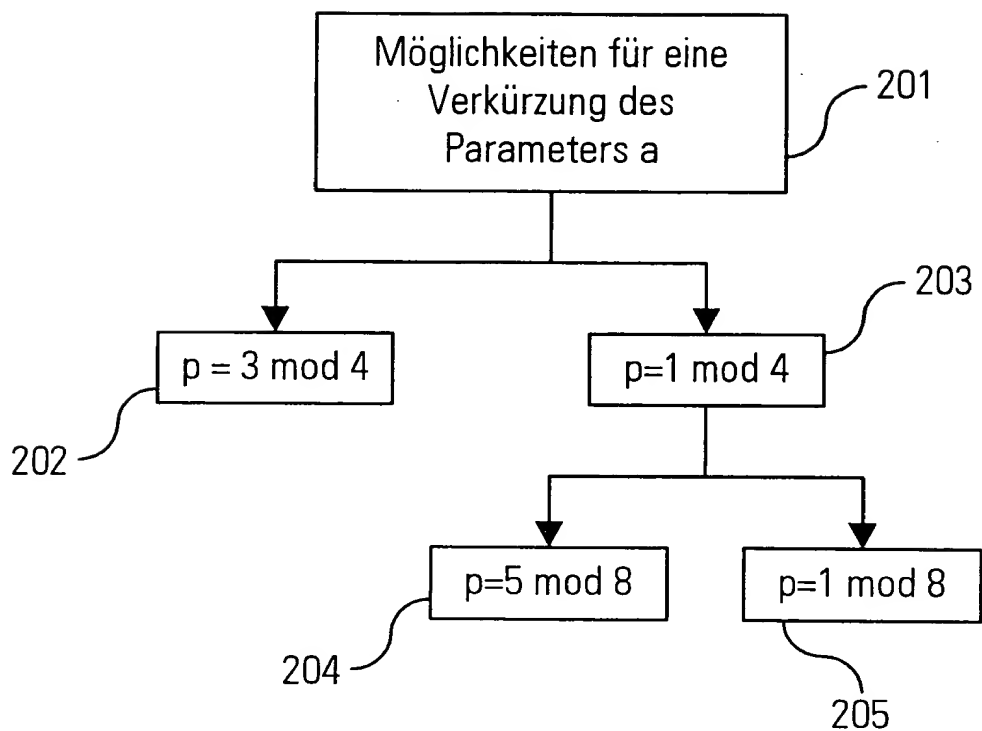 Möglichkeiten für eine
Verkürzung des
Parameters a
201
203
p = 3 mod 4
p=1 mod 4
202
p=5 mod 8
p=1 mod 8
204
205